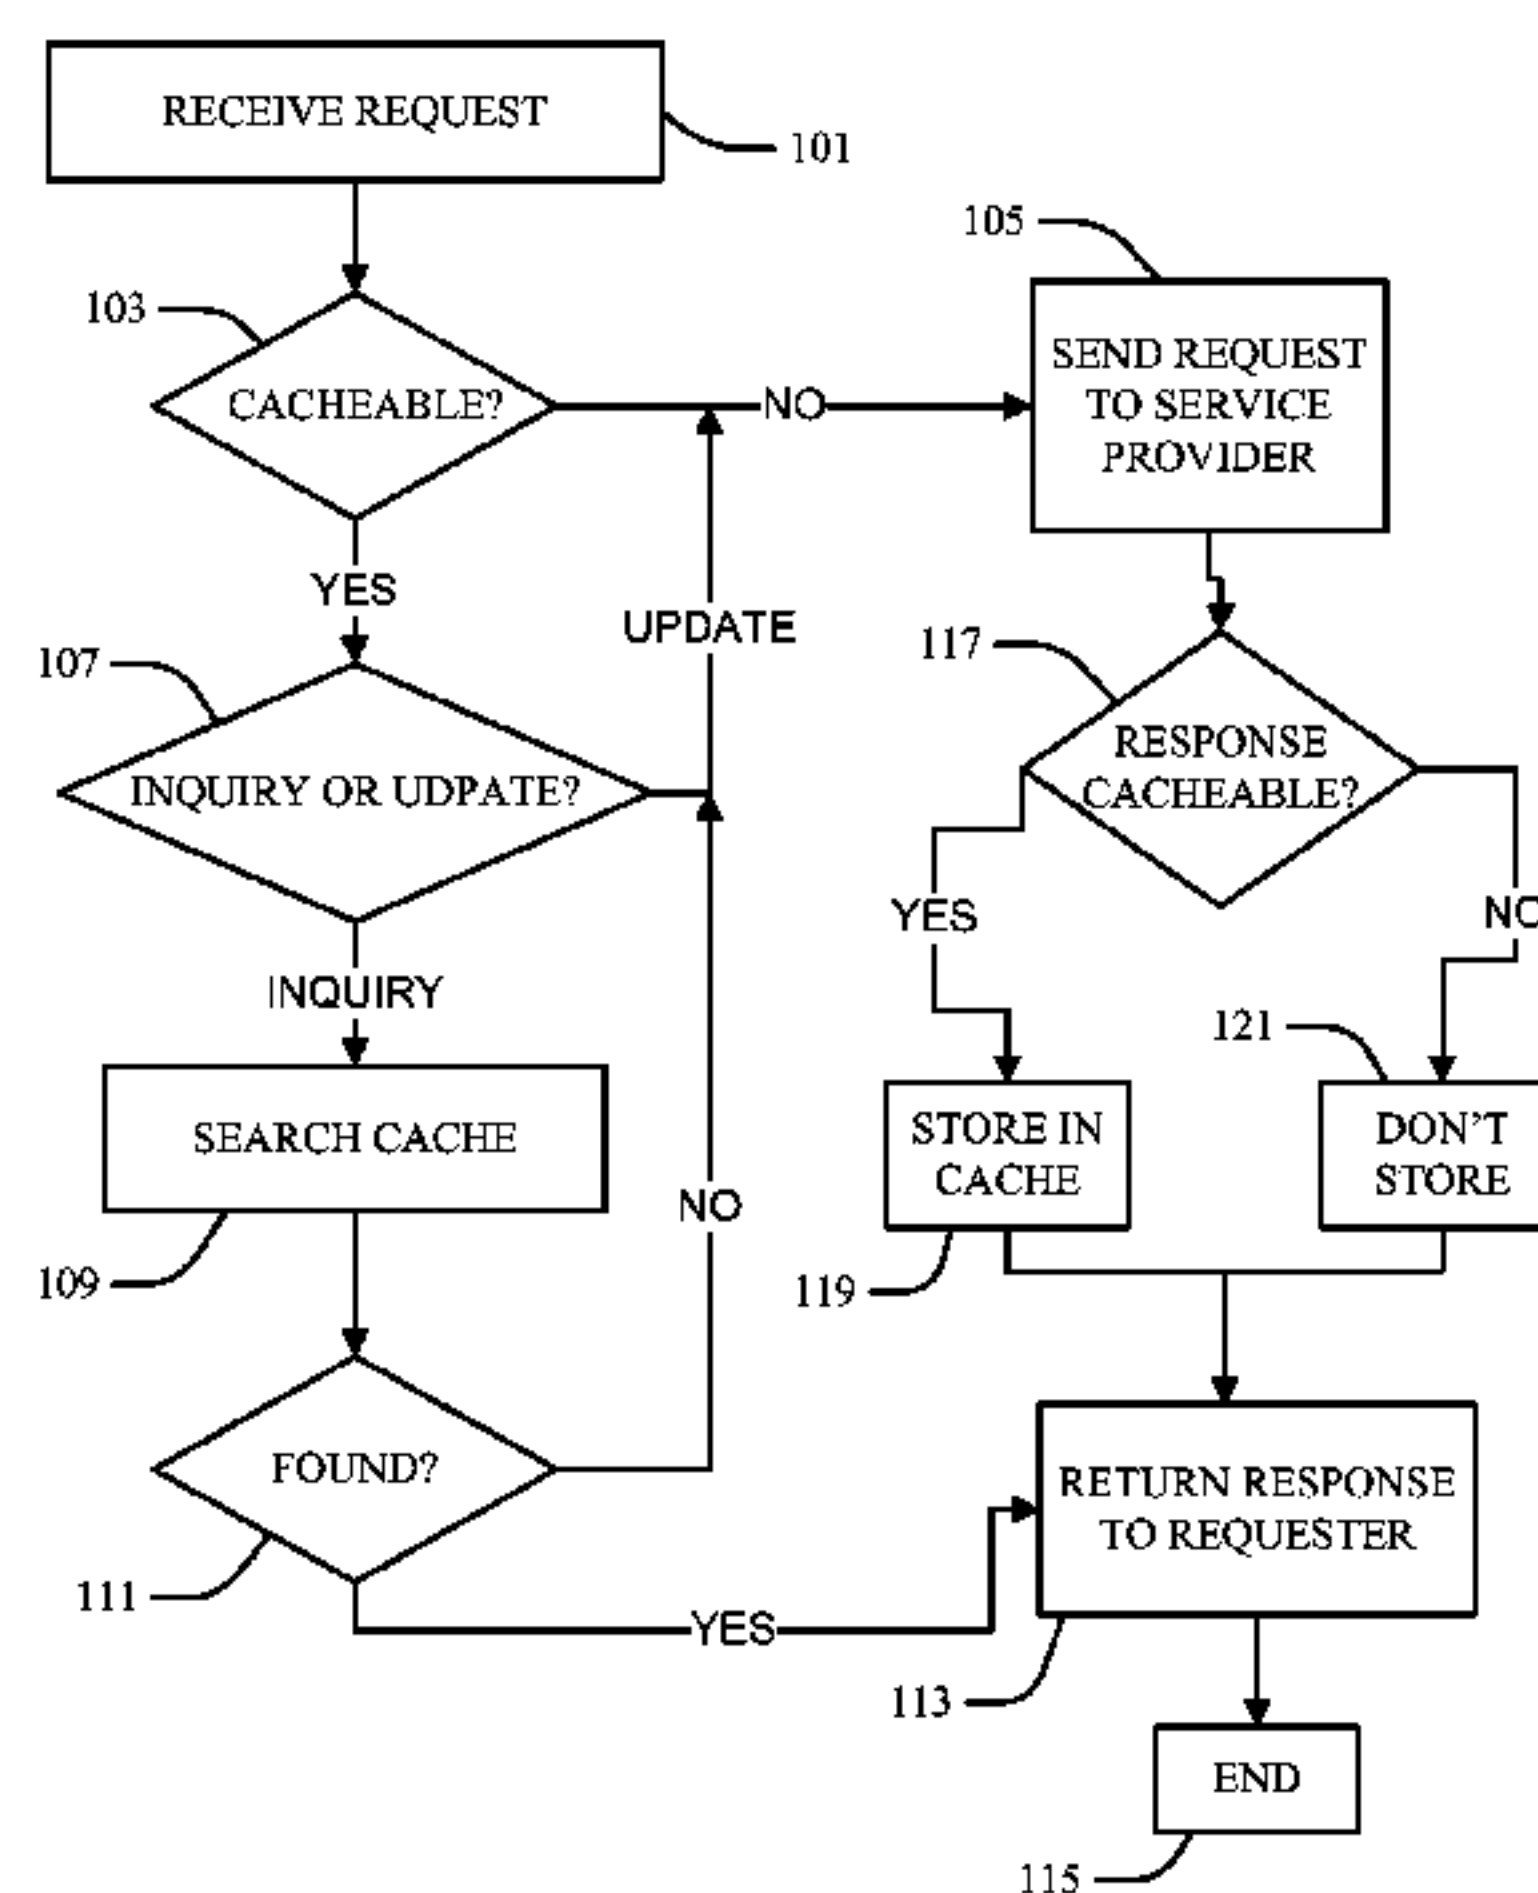 RECEIVE REQUEST
101
105
103
CACHEABLE?
NO
SEND REQUEST
TO SERVICE
PROVIDER
YES
UPDATE
107
117
INQUIRY OR UDPATE?
RESPONSE
CACHEABLE?
YES
NO
INQUIRY
121
SEARCH CACHE
STORE IN
CACHE
DON'T
STORE
NO
109
119
FOUND?
RETURN RESPONSE
TO REQUESTER
111
YES
113
END
115